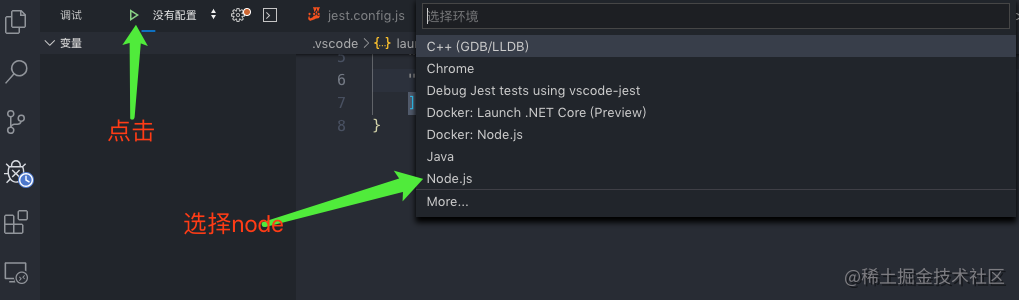 调试
没有配置
jest.config.js
选择环境
变量
.vscode > {..} lau
C++ (GDB/LLDB)
Chrome
Debug Jest tests using vscode-jest
Docker: Launch .NET Core (Preview)
Docker: Node.js
Java
Node.js
More...
5
6 "
7 ]
8 }
点击
选择node
@稀土掘金技术社区